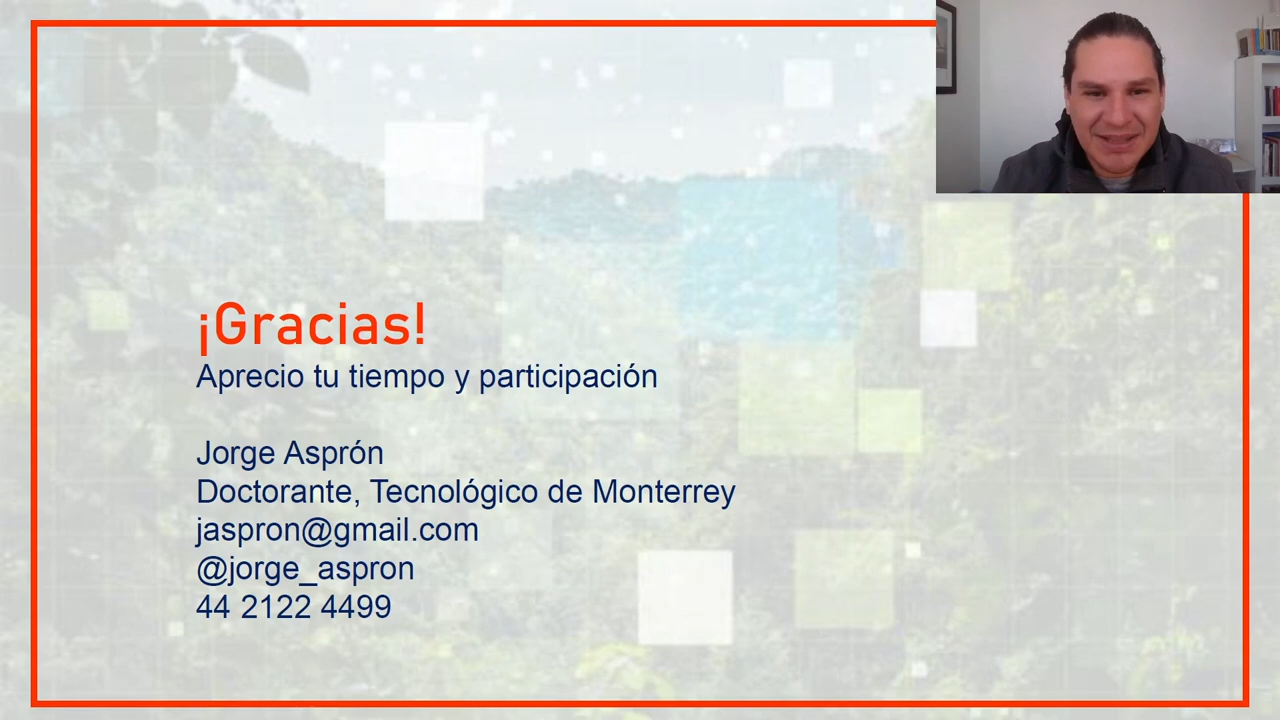 ¡Gracias!
Aprecio tu tiempo y participación
Jorge Asprón
Doctorante, Tecnológico de Monterrey
jaspron@gmail.com
@jorge_aspron
44 2122 4499